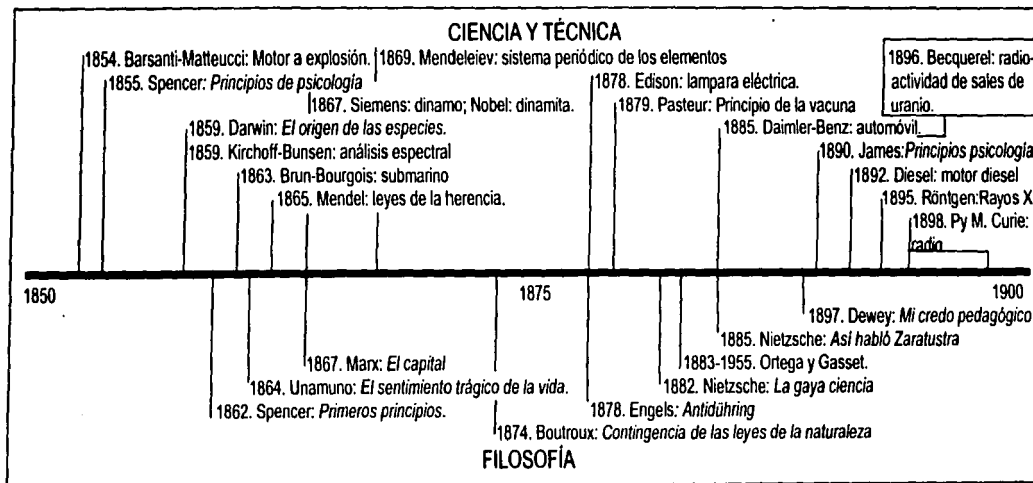 CIENCIA Y TÉCNICA
1854. Barsanti-Matteucci: Motor a explosión.
1869. Mendeleiev: sistema periódico de los elementos
1896. Becquerel: radio-
actividad de sales de
uranio.
1855. Spencer: Principios de psicología
1878. Edison: lampara eléctrica.
1867. Siemens: dinamo; Nobel: dinamita.
1879. Pasteur: Principio de la vacuna
1859. Darwin: El origen de las especies.
1885. Daimler-Benz: automóvil.
1859. Kirchoff-Bunsen: análisis espectral
1890. James:Principios psicología
1863. Brun-Bourgois: submarino
1892. Diesel: motor diesel
1865. Mendel: leyes de la herencia.
1895. Röntgen:Rayos X
1898. Py M. Curie:
radio
1850
1875
1900
1897. Dewey: Mi credo pedagógico
1885. Nietzsche: Así habló Zaratustra
1867. Marx: El capital
1883-1955. Ortega y Gasset.
1864. Unamuno: El sentimiento trágico de la vida.
1882. Nietzsche: La gaya ciencia
1862. Spencer: Primeros principios.
1878. Engels: Antidühring
1874. Boutroux: Contingencia de las leyes de la naturaleza
FILOSOFÍA